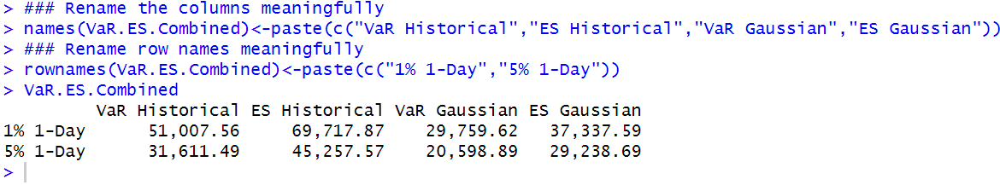 > ### Rename the columns meaningfully
> names(VaR.ES.Combined)<-paste(c("VaR Historical","ES Historical","VaR Gaussian","ES Gaussian"))
> ### Rename row names meaningfully
> rownames(VaR.ES.Combined)<-paste(c("1% 1-Day","5% 1-Day"))
> VaR.ES.Combined
         VaR Historical ES Historical VaR Gaussian ES Gaussian
1% 1-Day      51,007.56     69,717.87    29,759.62   37,337.59
5% 1-Day      31,611.49     45,257.57    20,598.89   29,238.69
>